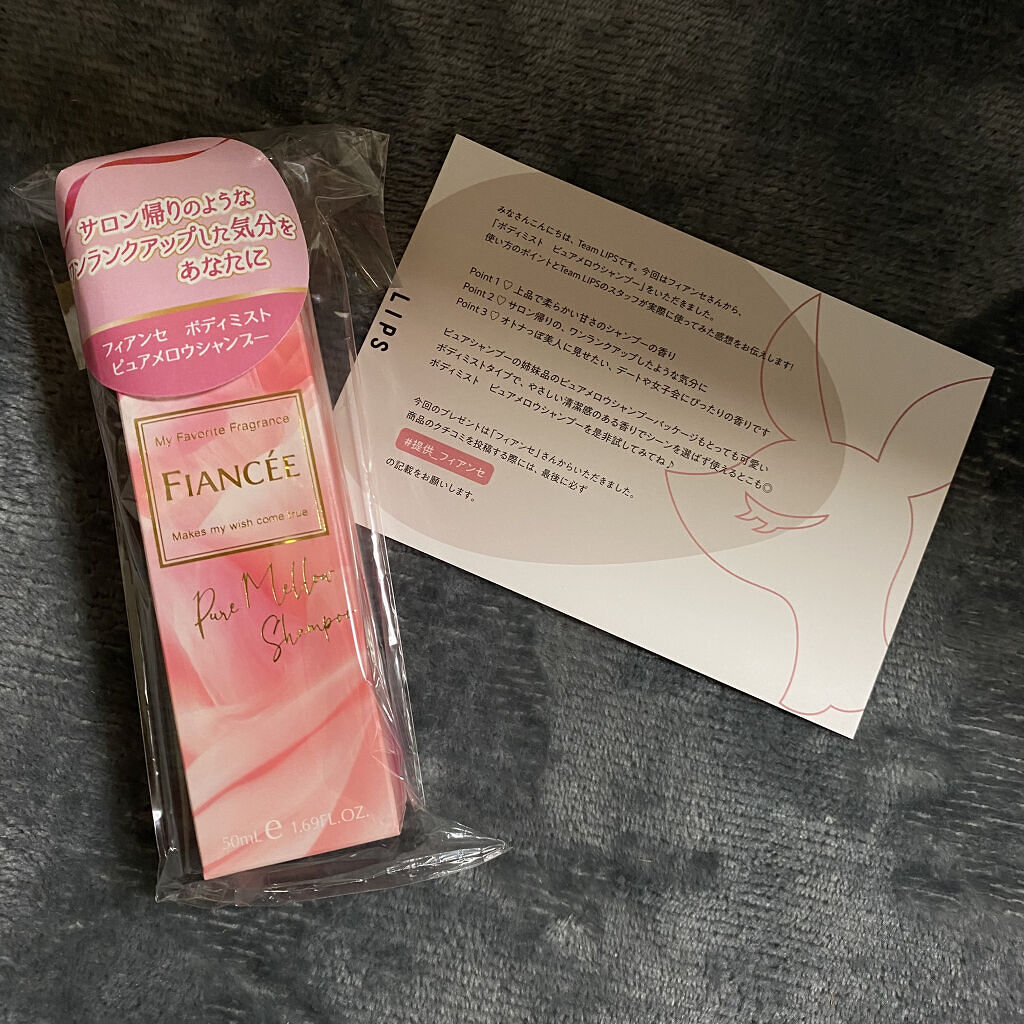 サロン帰りのような
ワンランクアップした気分を
あなたに
フィアンセ ボディミスト
ピュアメロウシャンプー
My Favorite Fragrance
FIANCÉE
Makes my wish come true
Pure Mellow
Shampoo
50mL e 1.69FL.OZ.
LIPS
みなさんこんにちは、Team LIPSです。今回はフィアンセさんから、
「ボディミスト ピュアメロウシャンプー」をいただきました。
使い方のポイントとTeam LIPSのスタッフが実際に使ってみた感想をお伝えします!
Point 1 ♡ 上品で柔らかい甘さのシャンプーの香り
Point 2 ♡ サロン帰りの、ワンランクアップしたような気分に
Point 3 ♡ オトナっぽ美人に見せたい、デートや女子会にぴったりの香りです
ピュアシャンプーの姉妹品のピュアメロウシャンプー・パッケージもとっても可愛い
ボディミストタイプで、やさしい清潔感のある香りでシーンを選ばず使えるとこも◎
ボディミスト ピュアメロウシャンプーを是非試してみてね♪
今回のプレゼントは「フィアンセ」さんからいただきました。
商品のクチコミを投稿する際には、最後に必ず
#提供_フィアンセ
の記載をお願いします。